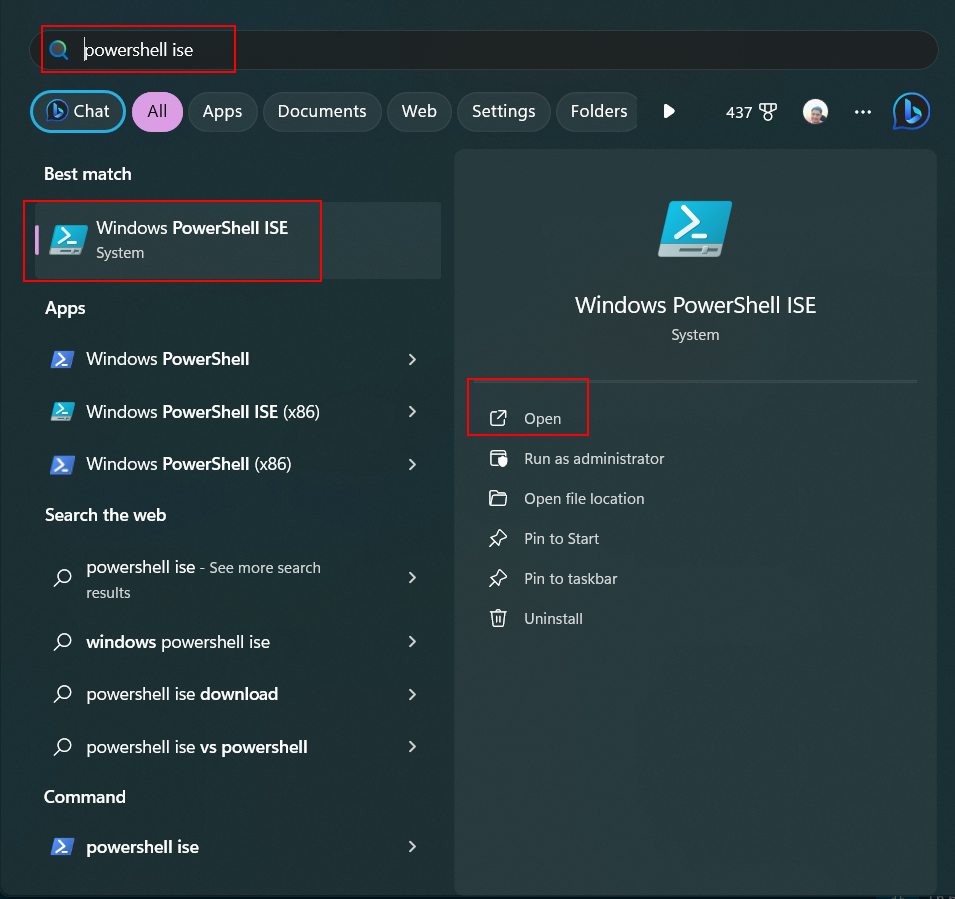 powershell ise
Chat All Apps Documents Web Settings Folders 437
Best match
Windows PowerShell ISE
System
Apps
Windows PowerShell
Windows PowerShell ISE (x86)
Windows PowerShell (x86)
Search the web
powershell ise - See more search
results
windows powershell ise
powershell ise download
powershell ise vs powershell
Command
powershell ise
Windows PowerShell ISE
System
Open
Run as administrator
Open file location
Pin to Start
Pin to taskbar
Uninstall